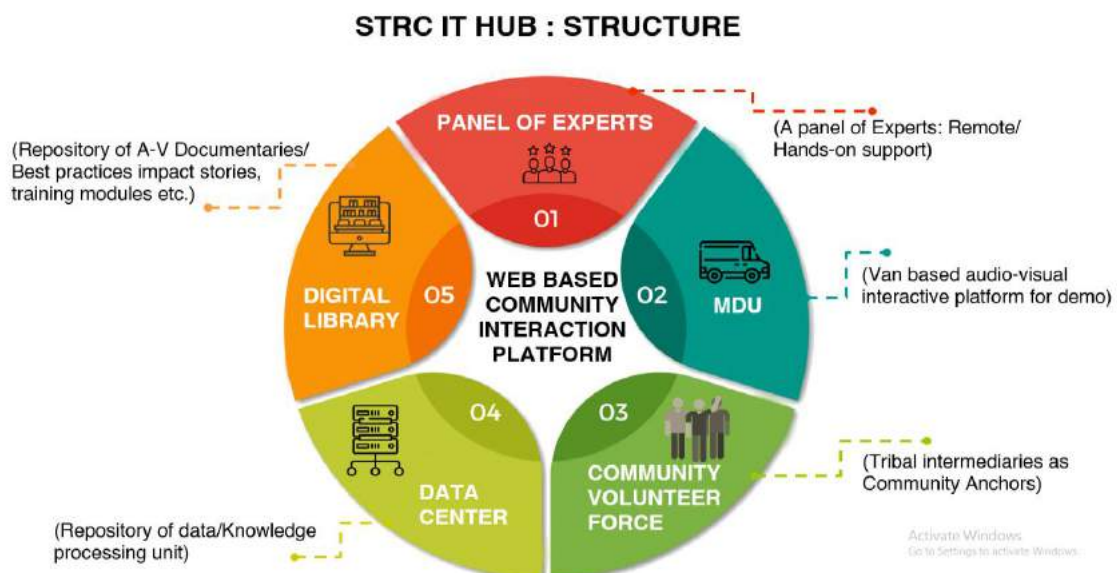 STRC IT HUB : STRUCTURE
PANEL OF EXPERTS
01
(A panel of Experts: Remote/
Hands-on support)
MDU
02
(Van based audio-visual
interactive platform for demo)
COMMUNITY
VOLUNTEER
FORCE
03
(Tribal intermediaries as
Community Anchors)
DATA
CENTER
04
(Repository of data/Knowledge
processing unit)
DIGITAL
LIBRARY
05
(Repository of A-V Documentaries/
Best practices impact stories,
training modules etc.)
WEB BASED
COMMUNITY
INTERACTION
PLATFORM
Activate Windows
Go to Settings to activate Windows.